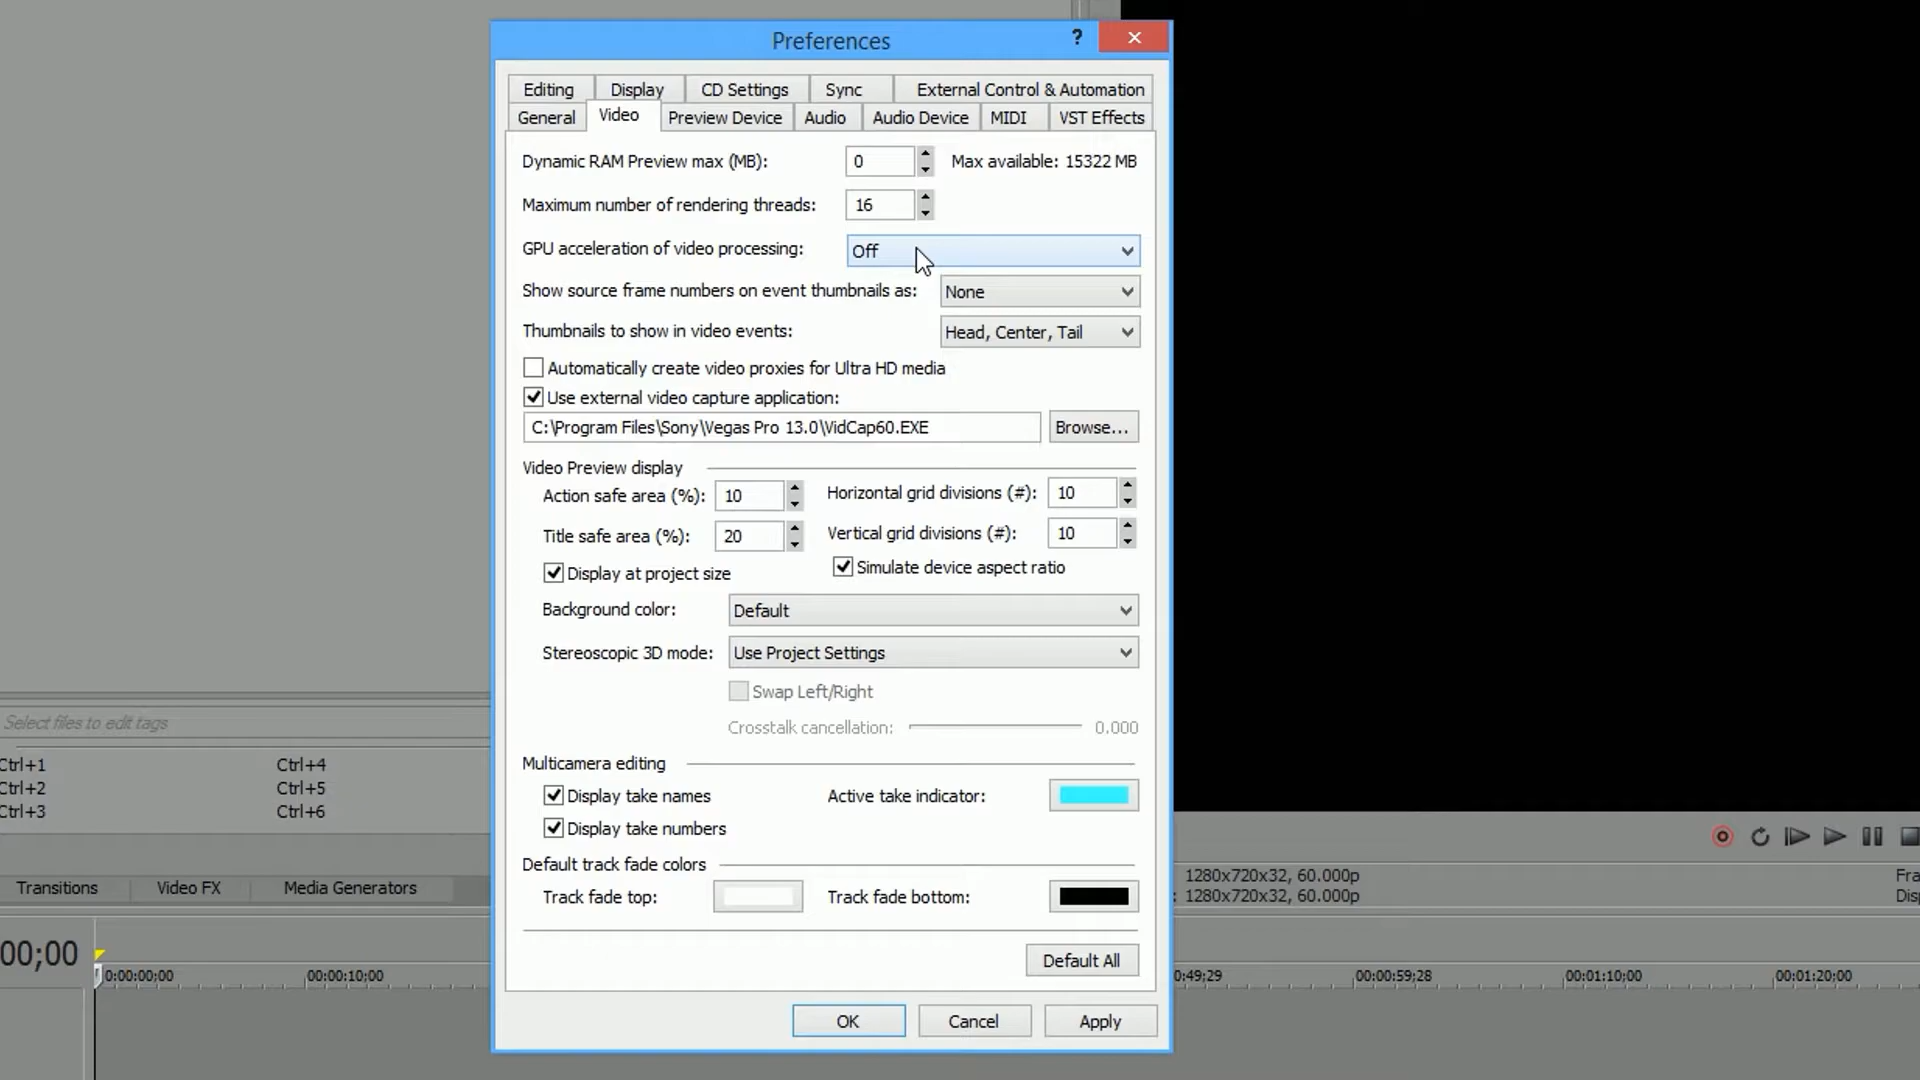 Preferences
?
Editing
Display
CD Settings
Sync
External Control & Automation
General
Video
Preview Device
Audio
Audio Device
MIDI
VST Effects
Dynamic RAM Preview max (MB): 0 Max available: 15322 MB
Maximum number of rendering threads: 16
GPU acceleration of video processing: Off
Show source frame numbers on event thumbnails as: None
Thumbnails to show in video events: Head, Center, Tail
Automatically create video proxies for Ultra HD media
Use external video capture application:
C:\Program Files\Sony\Vegas Pro 13.0\VidCap60.EXE Browse...
Video Preview display
Action safe area (%): 10 Horizontal grid divisions (#): 10
Title safe area (%): 20 Vertical grid divisions (#): 10
Display at project size Simulate device aspect ratio
Background color: Default
Stereoscopic 3D mode: Use Project Settings
Swap Left/Right
Crosstalk cancellation: 0.000
Multicamera editing
Display take names Active take indicator:
Display take numbers
Default track fade colors
Track fade top: Track fade bottom:
Default All
OK Cancel Apply
Select files to edit tags
Ctrl+1 Ctrl+4
Ctrl+2 Ctrl+5
Ctrl+3 Ctrl+6
Transitions Video FX Media Generators
1280x720x32, 60.000p Fra
: 1280x720x32, 60.000p Disp
00;00
0:00:00;00 00:00:10;00 0:49;29 00:00:59;28 00:01:10;00 00:01:20;00